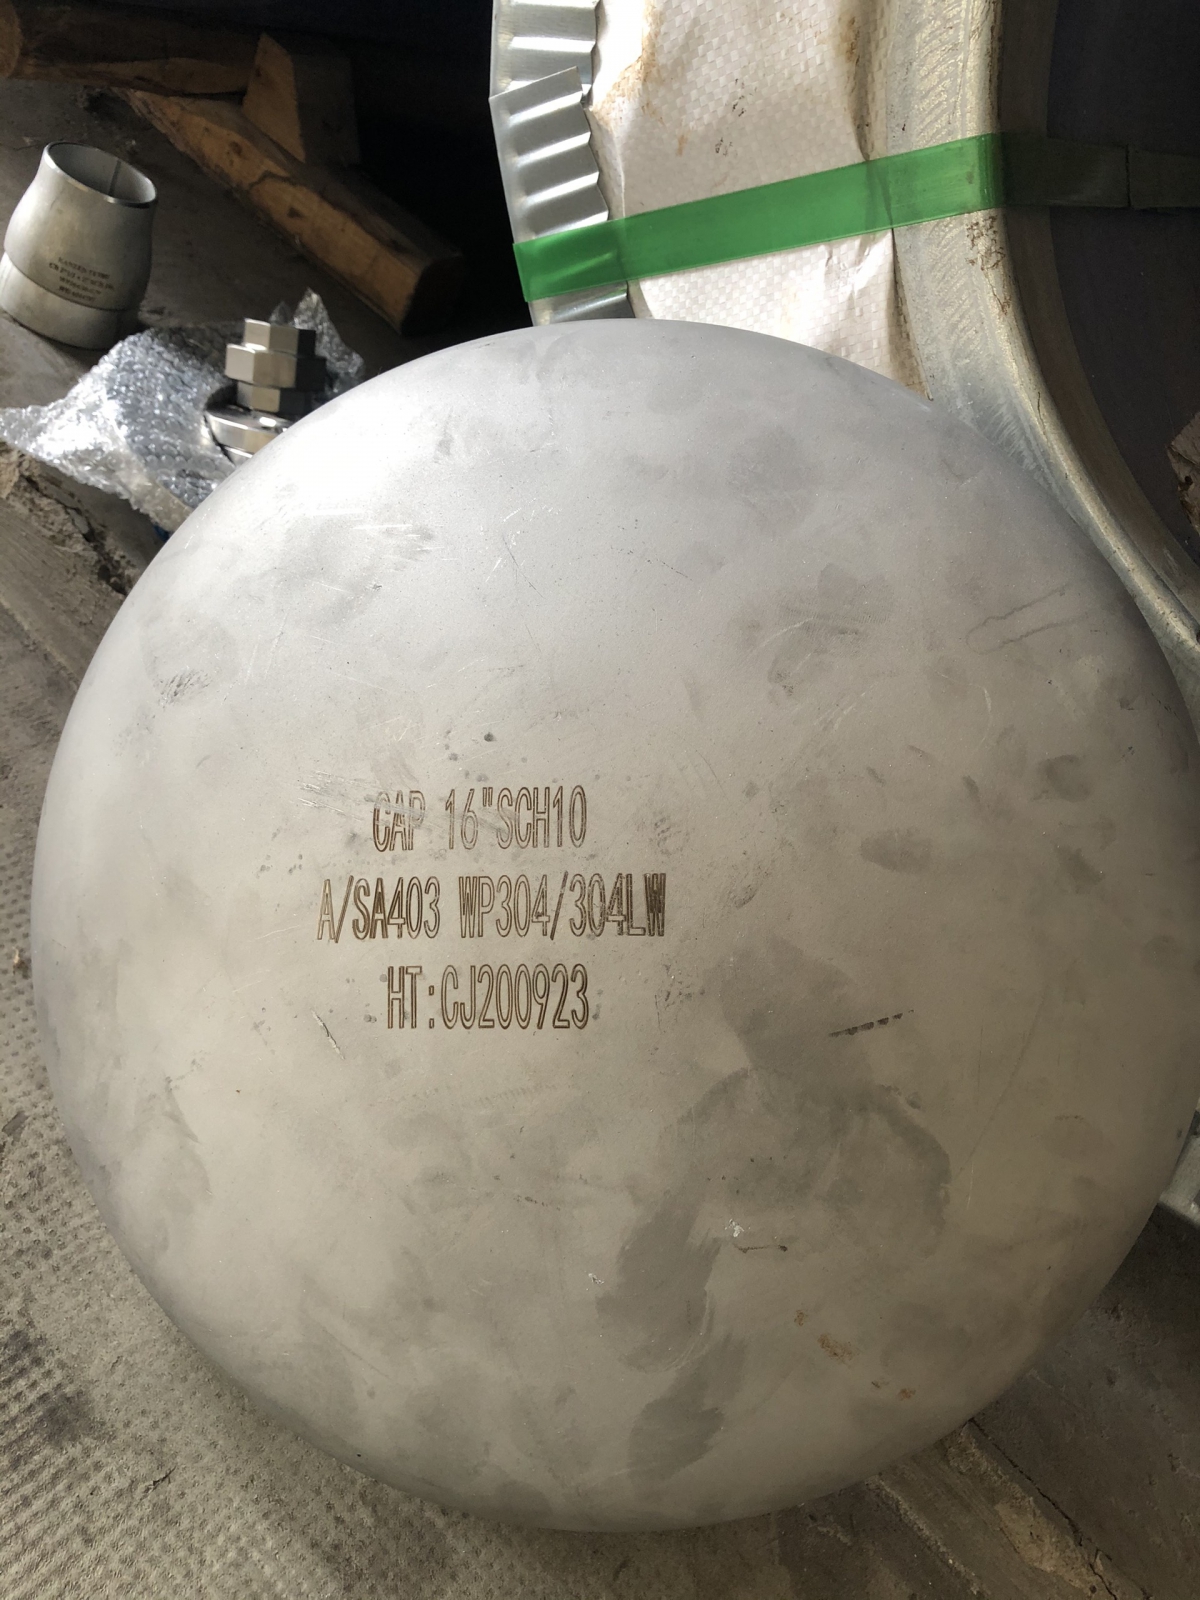 CAP 16"SCH10
A/SA403 WP304/304LW
HT:CJ200923